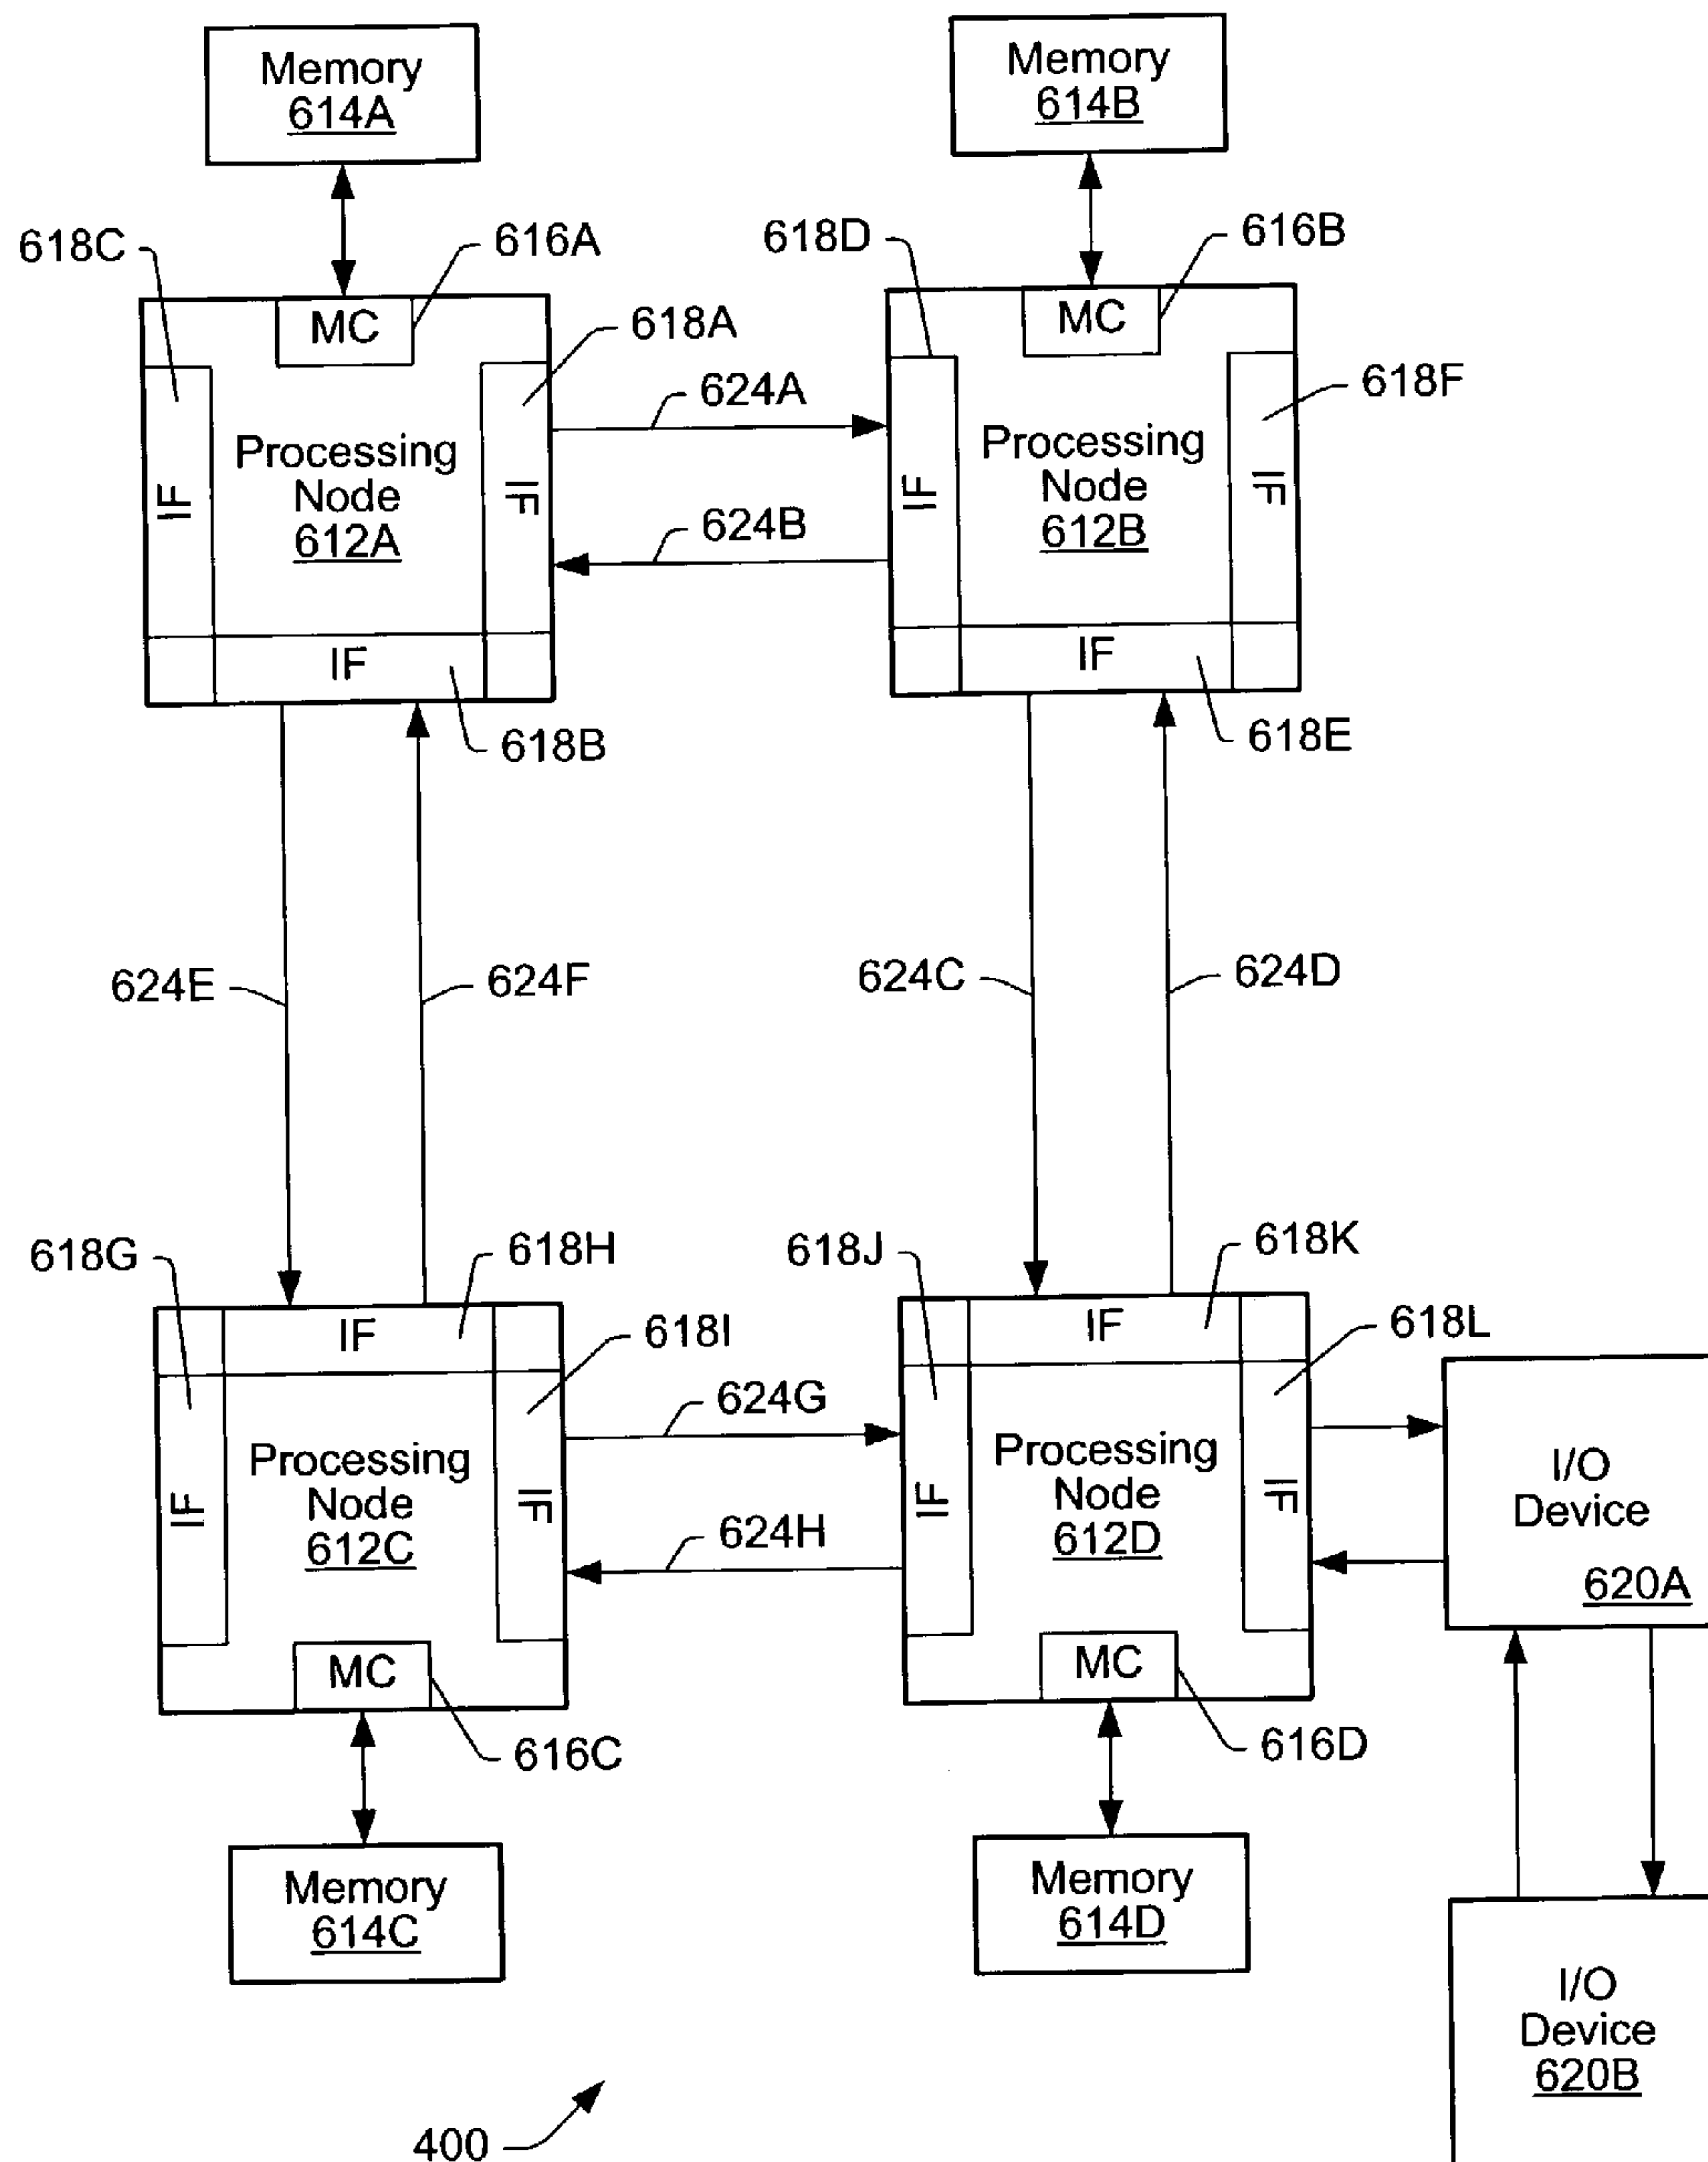 Memory
614A
Memory
614B
618C
616A
618D
616B
MC
MC
618A
618F
624A
Processing
Node
612A
IF
IF
Processing
Node
612B
IF
IF
624B
IF
IF
618B
618E
624E
624F
624C
624D
618G
618H
618J
618K
IF
IF
618I
618L
624G
Processing
Node
612C
IF
IF
Processing
Node
612D
IF
IF
I/O
Device
620A
624H
MC
MC
616C
616D
Memory
614C
Memory
614D
I/O
Device
620B
400